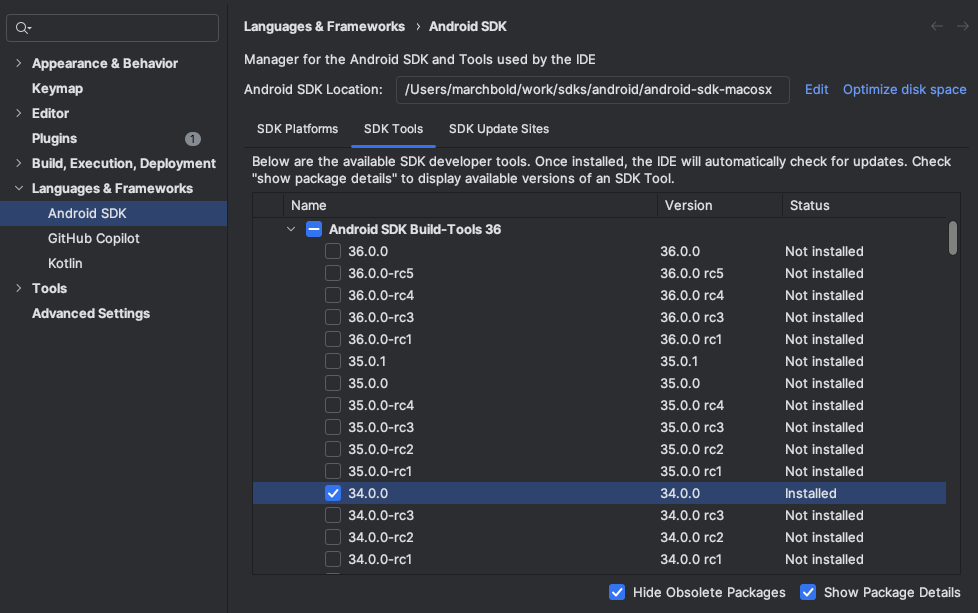 Appearance & Behavior
Keymap
Editor
Plugins 1
Build, Execution, Deployment
Languages & Frameworks
Android SDK
GitHub Copilot
Kotlin
Tools
Advanced Settings
Languages & Frameworks › Android SDK
Manager for the Android SDK and Tools used by the IDE
Android SDK Location: /Users/marchbold/work/sdks/android/android-sdk-macosx Edit Optimize disk space
SDK Platforms SDK Tools SDK Update Sites
Below are the available SDK developer tools. Once installed, the IDE will automatically check for updates. Check
"show package details" to display available versions of an SDK Tool.
Name Version Status
Android SDK Build-Tools 36
36.0.0 36.0.0 Not installed
36.0.0-rc5 36.0.0 rc5 Not installed
36.0.0-rc4 36.0.0 rc4 Not installed
36.0.0-rc3 36.0.0 rc3 Not installed
36.0.0-rc1 36.0.0 rc1 Not installed
35.0.1 35.0.1 Not installed
35.0.0 35.0.0 Not installed
35.0.0-rc4 35.0.0 rc4 Not installed
35.0.0-rc3 35.0.0 rc3 Not installed
35.0.0-rc2 35.0.0 rc2 Not installed
35.0.0-rc1 35.0.0 rc1 Not installed
34.0.0 34.0.0 Installed
34.0.0-rc3 34.0.0 rc3 Not installed
34.0.0-rc2 34.0.0 rc2 Not installed
34.0.0-rc1 34.0.0 rc1 Not installed
Hide Obsolete Packages Show Package Details